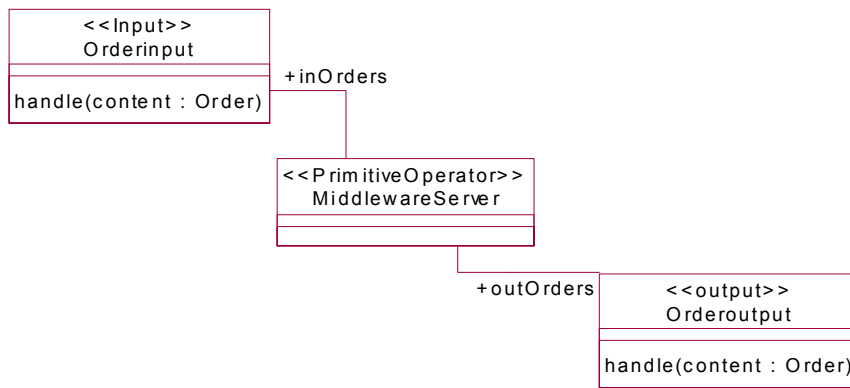 <<Input>>
Orderinput
handle(content : Order)
+inOrders
<<PrimitiveOperator>>
MiddlewareServer
+outOrders
<<output>>
Orderoutput
handle(content : Order)